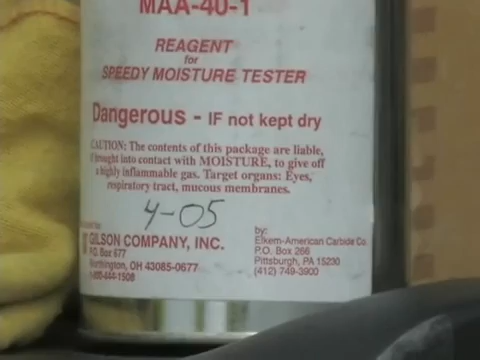 MAA-40-1
REAGENT
for
SPEEDY MOISTURE TESTER
Dangerous - IF not kept dry
CAUTION: The contents of this package are liable,
if brought into contact with MOISTURE, to give off
a highly inflammable gas. Target organs: Eyes,
respiratory tract, mucous membranes.
4-05
GILSON COMPANY, INC.
P.O. Box 677
Worthington, OH 43085-0677
1-800-444-1508
by:
Elkem-American Carbide Co.
P.O. Box 266
Pittsburgh, PA 15230
(412) 749-3900